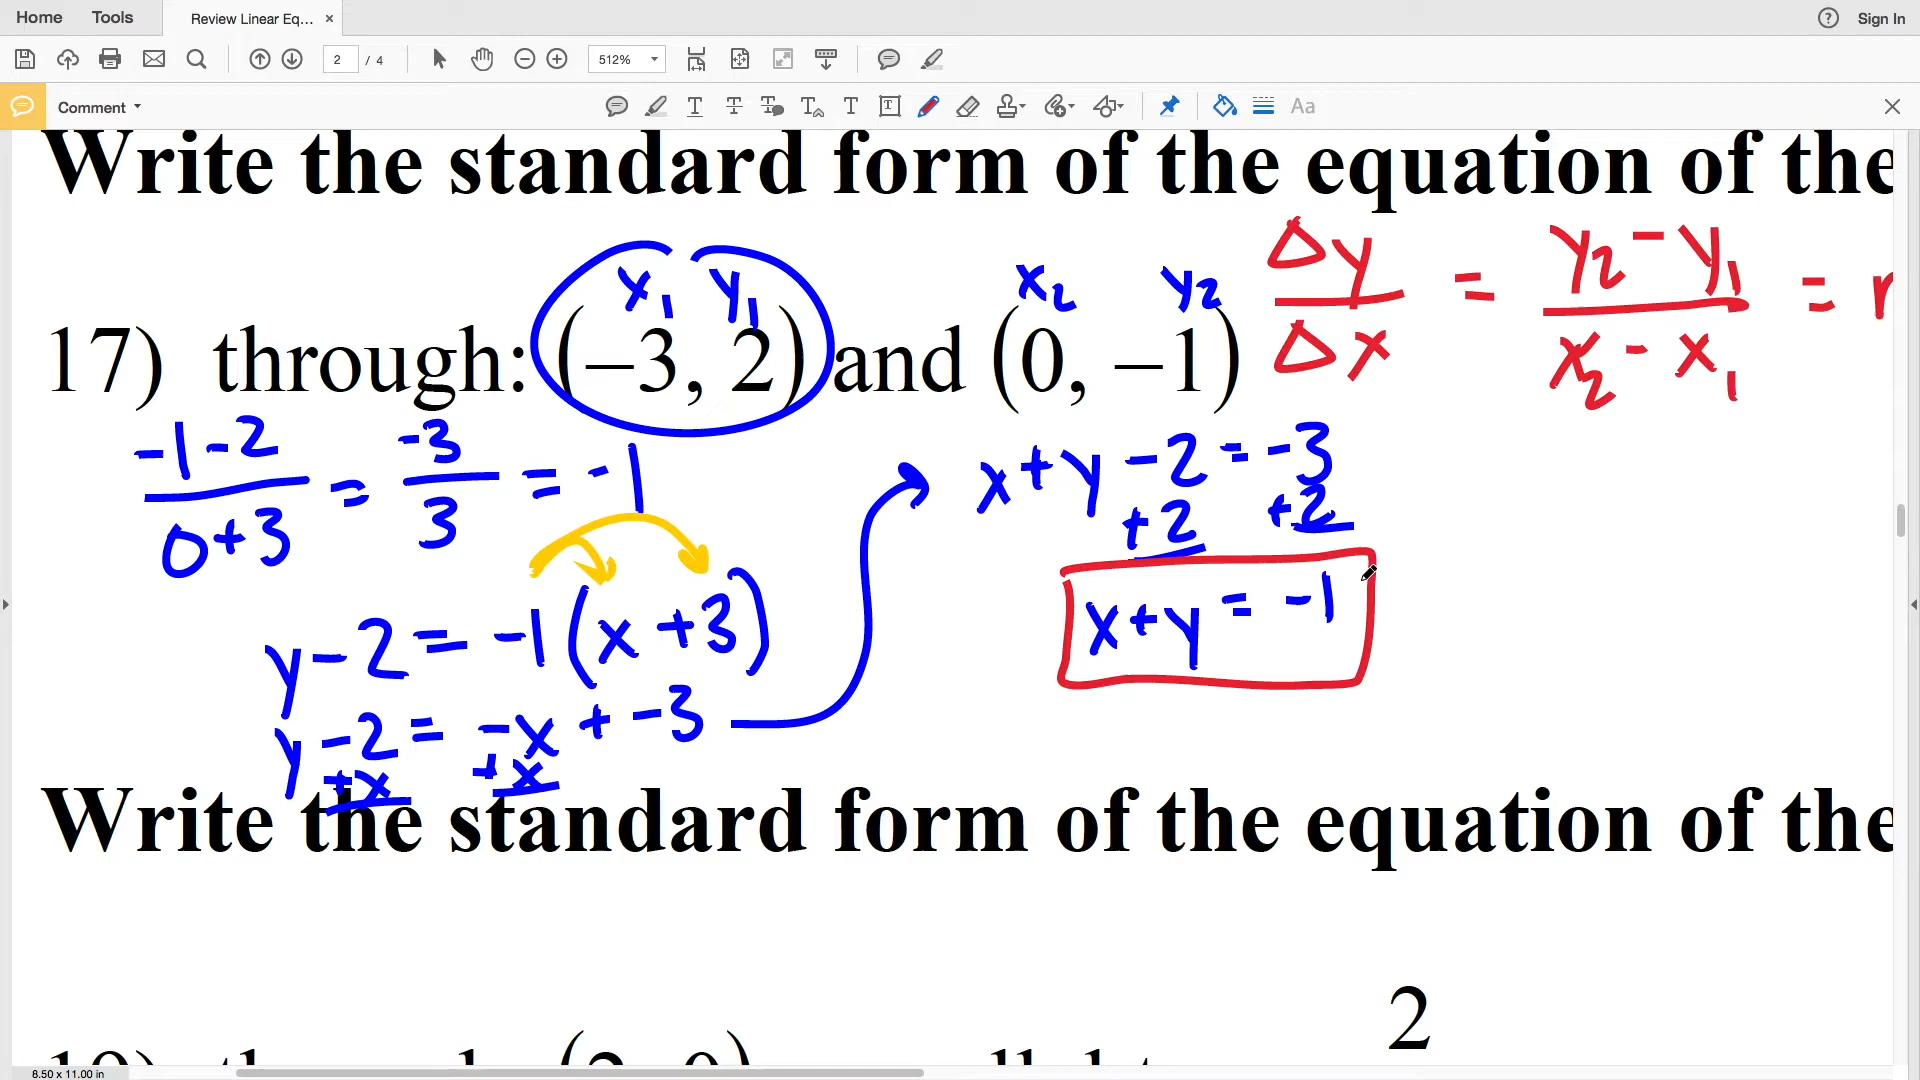 Home Tools Review Linear Eq... × Sign In
2 / 4 512%
Comment Aa
Write the standard form of the equation of the
x₁ y₁ x₂ y₂ Δy/Δx = (y₂ - y₁)/(x₂ - x₁) =
17) through: (–3, 2) and (0, –1)
(-1-2)/(0+3) = -3/3 = -1
y-2 = -1(x+3)
y-2 = -x + -3
+x +x
x+y-2 = -3
+2 +2
x+y = -1
Write the standard form of the equation of the
2
8.50 x 11.00 in